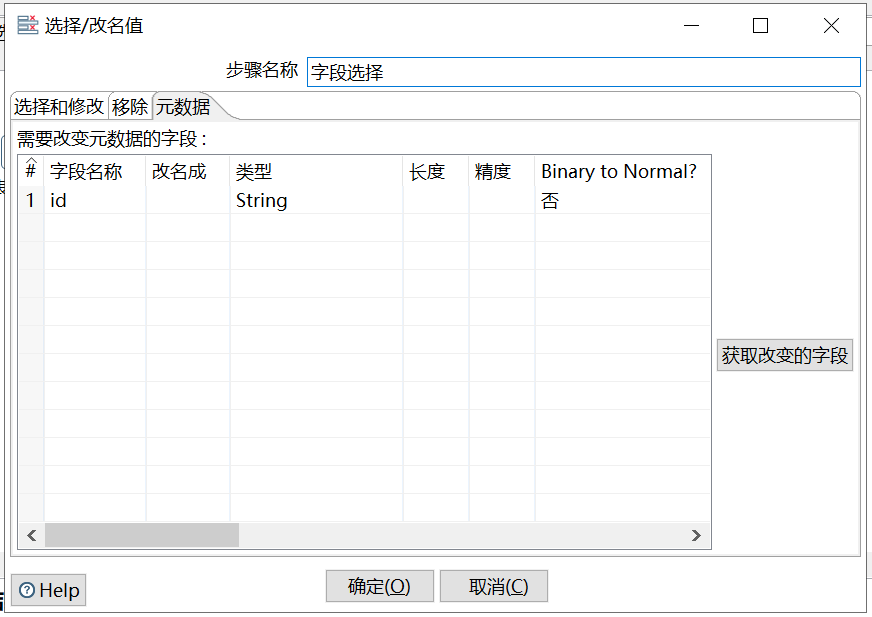 选择/改名值
步骤名称 字段选择
选择和修改 移除 元数据
需要改变元数据的字段 :
# 字段名称 改名成 类型 长度 精度 Binary to Normal?
1 id String 否
获取改变的字段
Help 确定(O) 取消(C)